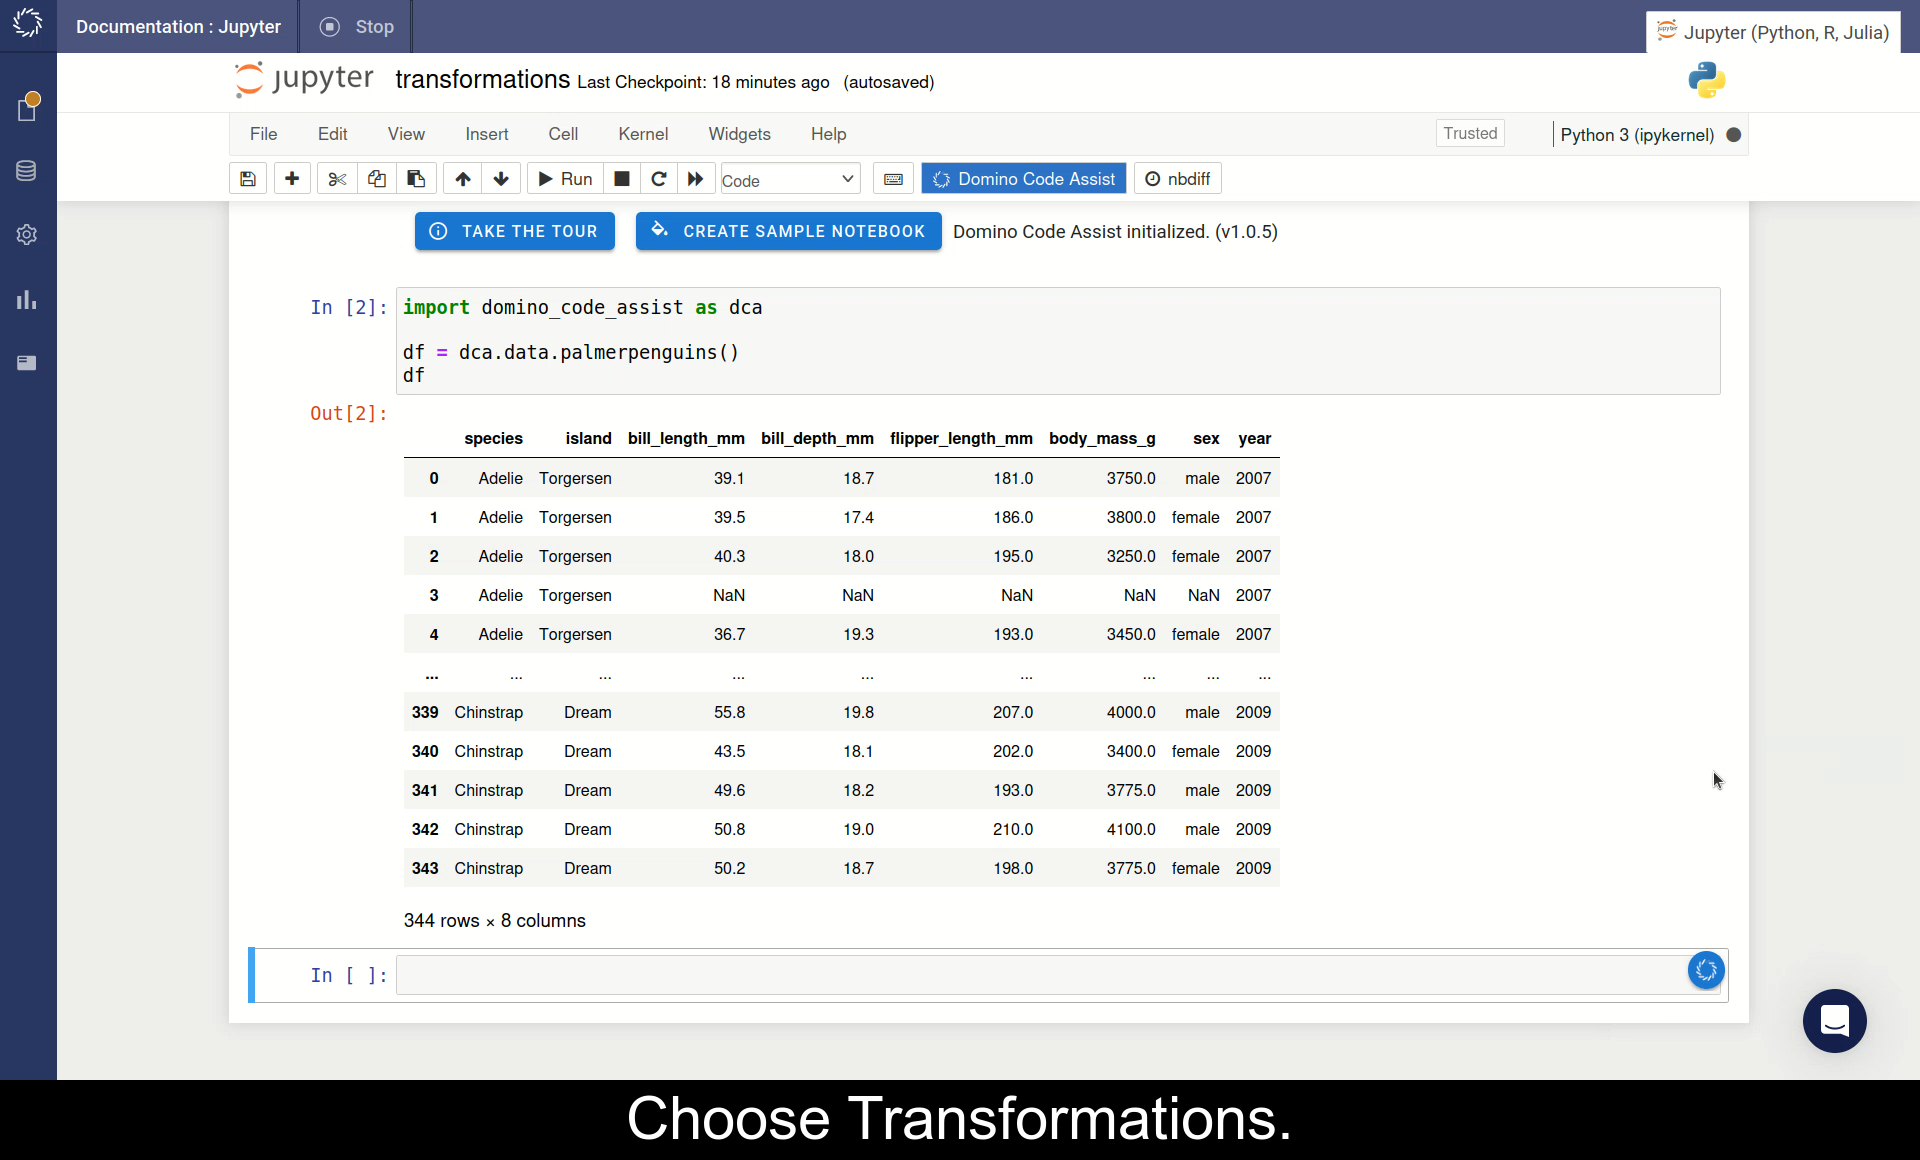 Documentation : Jupyter
Stop
Jupyter (Python, R, Julia)
jupyter transformations Last Checkpoint: 18 minutes ago (autosaved)
File Edit View Insert Cell Kernel Widgets Help Trusted Python 3 (ipykernel)
Run Code Domino Code Assist nbdiff
TAKE THE TOUR CREATE SAMPLE NOTEBOOK Domino Code Assist initialized. (v1.0.5)
In [2]: import domino_code_assist as dca
df = dca.data.palmerpenguins()
df
Out[2]:
species island bill_length_mm bill_depth_mm flipper_length_mm body_mass_g sex year
0 Adelie Torgersen 39.1 18.7 181.0 3750.0 male 2007
1 Adelie Torgersen 39.5 17.4 186.0 3800.0 female 2007
2 Adelie Torgersen 40.3 18.0 195.0 3250.0 female 2007
3 Adelie Torgersen NaN NaN NaN NaN NaN 2007
4 Adelie Torgersen 36.7 19.3 193.0 3450.0 female 2007
... ... ... ... ... ... ... ... ...
339 Chinstrap Dream 55.8 19.8 207.0 4000.0 male 2009
340 Chinstrap Dream 43.5 18.1 202.0 3400.0 female 2009
341 Chinstrap Dream 49.6 18.2 193.0 3775.0 male 2009
342 Chinstrap Dream 50.8 19.0 210.0 4100.0 male 2009
343 Chinstrap Dream 50.2 18.7 198.0 3775.0 female 2009
344 rows × 8 columns
In [ ]:
Choose Transformations.